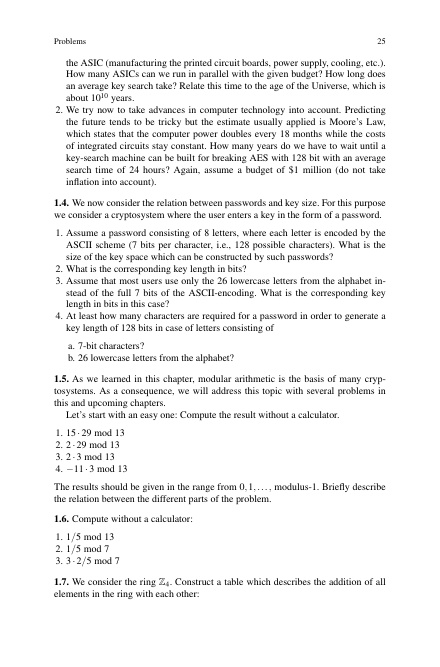 Problems 25
the ASIC (manufacturing the printed circuit boards, power supply, cooling, etc.).
How many ASICs can we run in parallel with the given budget? How long does
an average key search take? Relate this time to the age of the Universe, which is
about 10¹⁰ years.
2. We try now to take advances in computer technology into account. Predicting
the future tends to be tricky but the estimate usually applied is Moore's Law,
which states that the computer power doubles every 18 months while the costs
of integrated circuits stay constant. How many years do we have to wait until a
key-search machine can be built for breaking AES with 128 bit with an average
search time of 24 hours? Again, assume a budget of $1 million (do not take
inflation into account).
1.4. We now consider the relation between passwords and key size. For this purpose
we consider a cryptosystem where the user enters a key in the form of a password.
1. Assume a password consisting of 8 letters, where each letter is encoded by the
ASCII scheme (7 bits per character, i.e., 128 possible characters). What is the
size of the key space which can be constructed by such passwords?
2. What is the corresponding key length in bits?
3. Assume that most users use only the 26 lowercase letters from the alphabet in-
stead of the full 7 bits of the ASCII-encoding. What is the corresponding key
length in bits in this case?
4. At least how many characters are required for a password in order to generate a
key length of 128 bits in case of letters consisting of
a. 7-bit characters?
b. 26 lowercase letters from the alphabet?
1.5. As we learned in this chapter, modular arithmetic is the basis of many cryp-
tosystems. As a consequence, we will address this topic with several problems in
this and upcoming chapters.
Let's start with an easy one: Compute the result without a calculator.
1. 15 · 29 mod 13
2. 2 · 29 mod 13
3. 2 · 3 mod 13
4. −11 · 3 mod 13
The results should be given in the range from 0, 1, . . . , modulus-1. Briefly describe
the relation between the different parts of the problem.
1.6. Compute without a calculator:
1. 1/5 mod 13
2. 1/5 mod 7
3. 3 · 2/5 mod 7
1.7. We consider the ring ℤ₄. Construct a table which describes the addition of all
elements in the ring with each other: